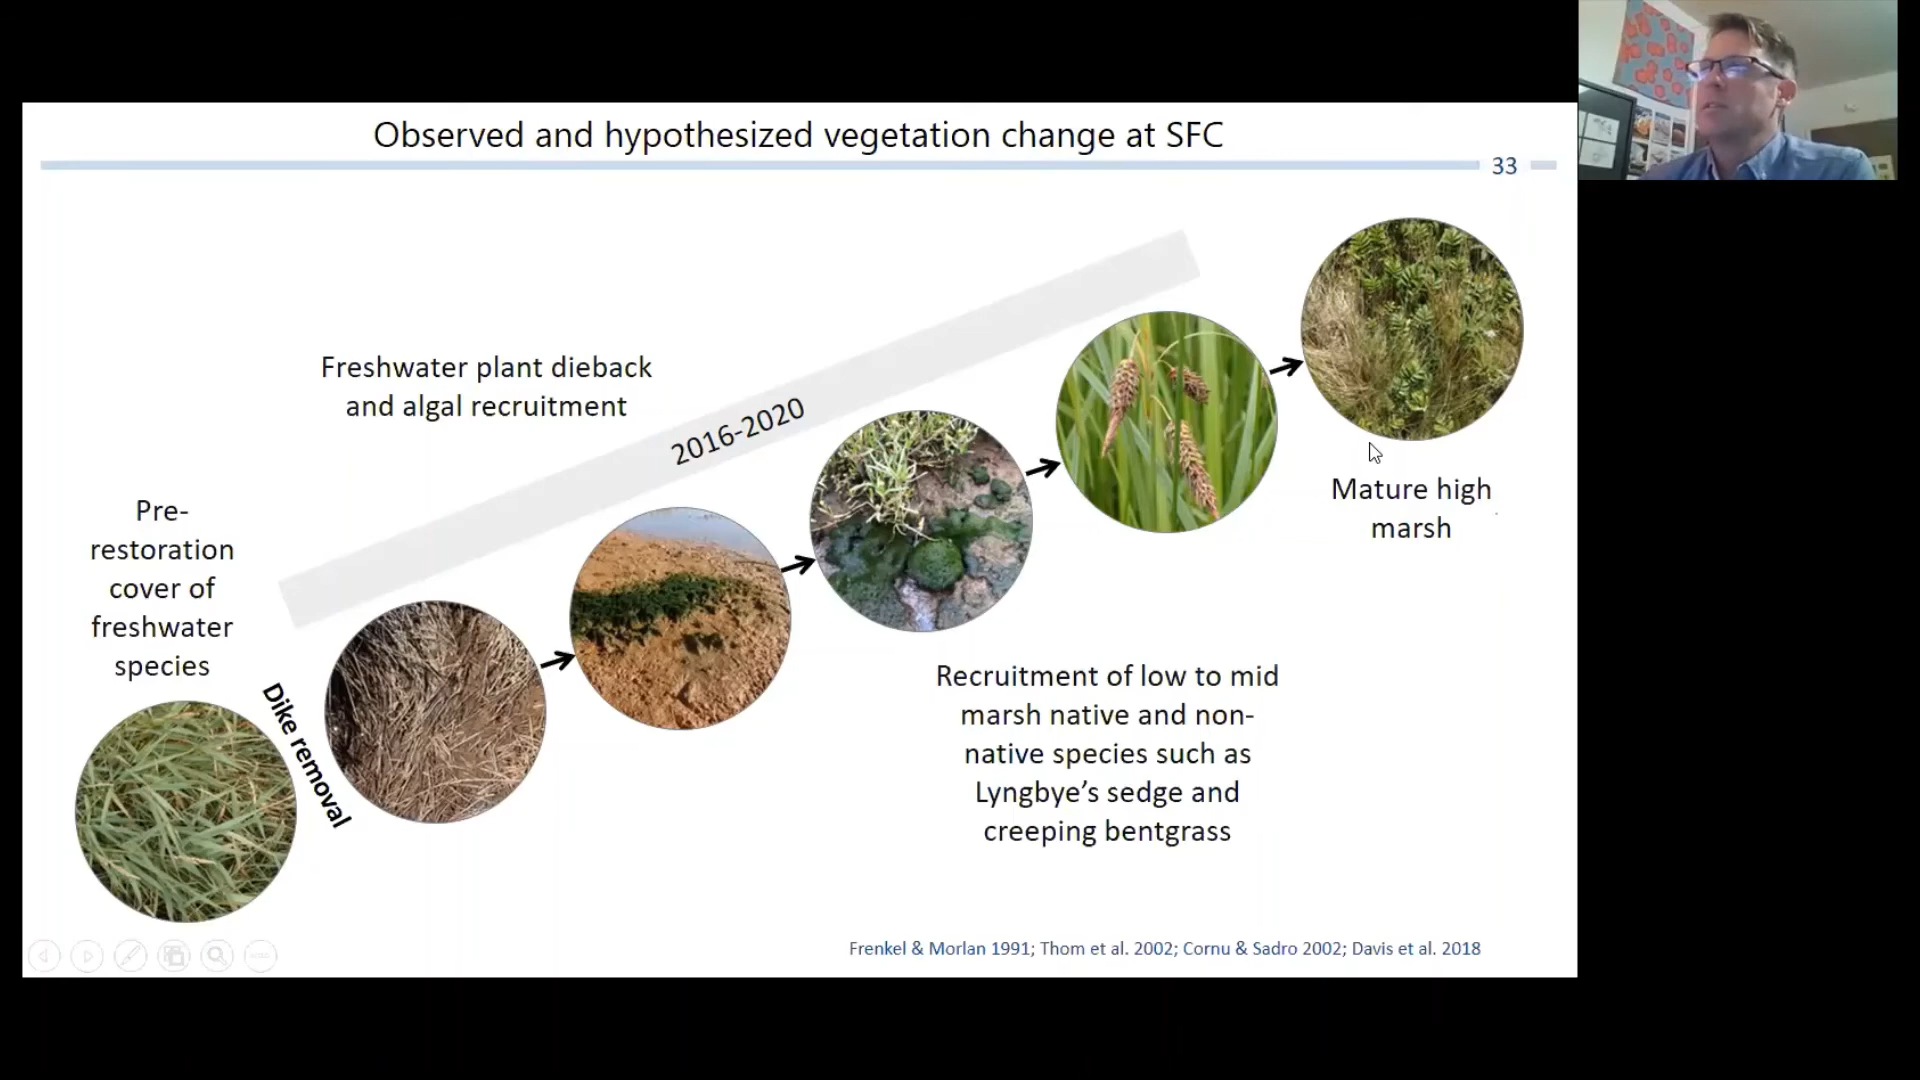 Observed and hypothesized vegetation change at SFC
33
Freshwater plant dieback
and algal recruitment
2016-2020
Pre-
restoration
cover of
freshwater
species
Dike removal
Mature high
marsh
Recruitment of low to mid
marsh native and non-
native species such as
Lyngbye's sedge and
creeping bentgrass
Frenkel & Morlan 1991; Thom et al. 2002; Cornu & Sadro 2002; Davis et al. 2018